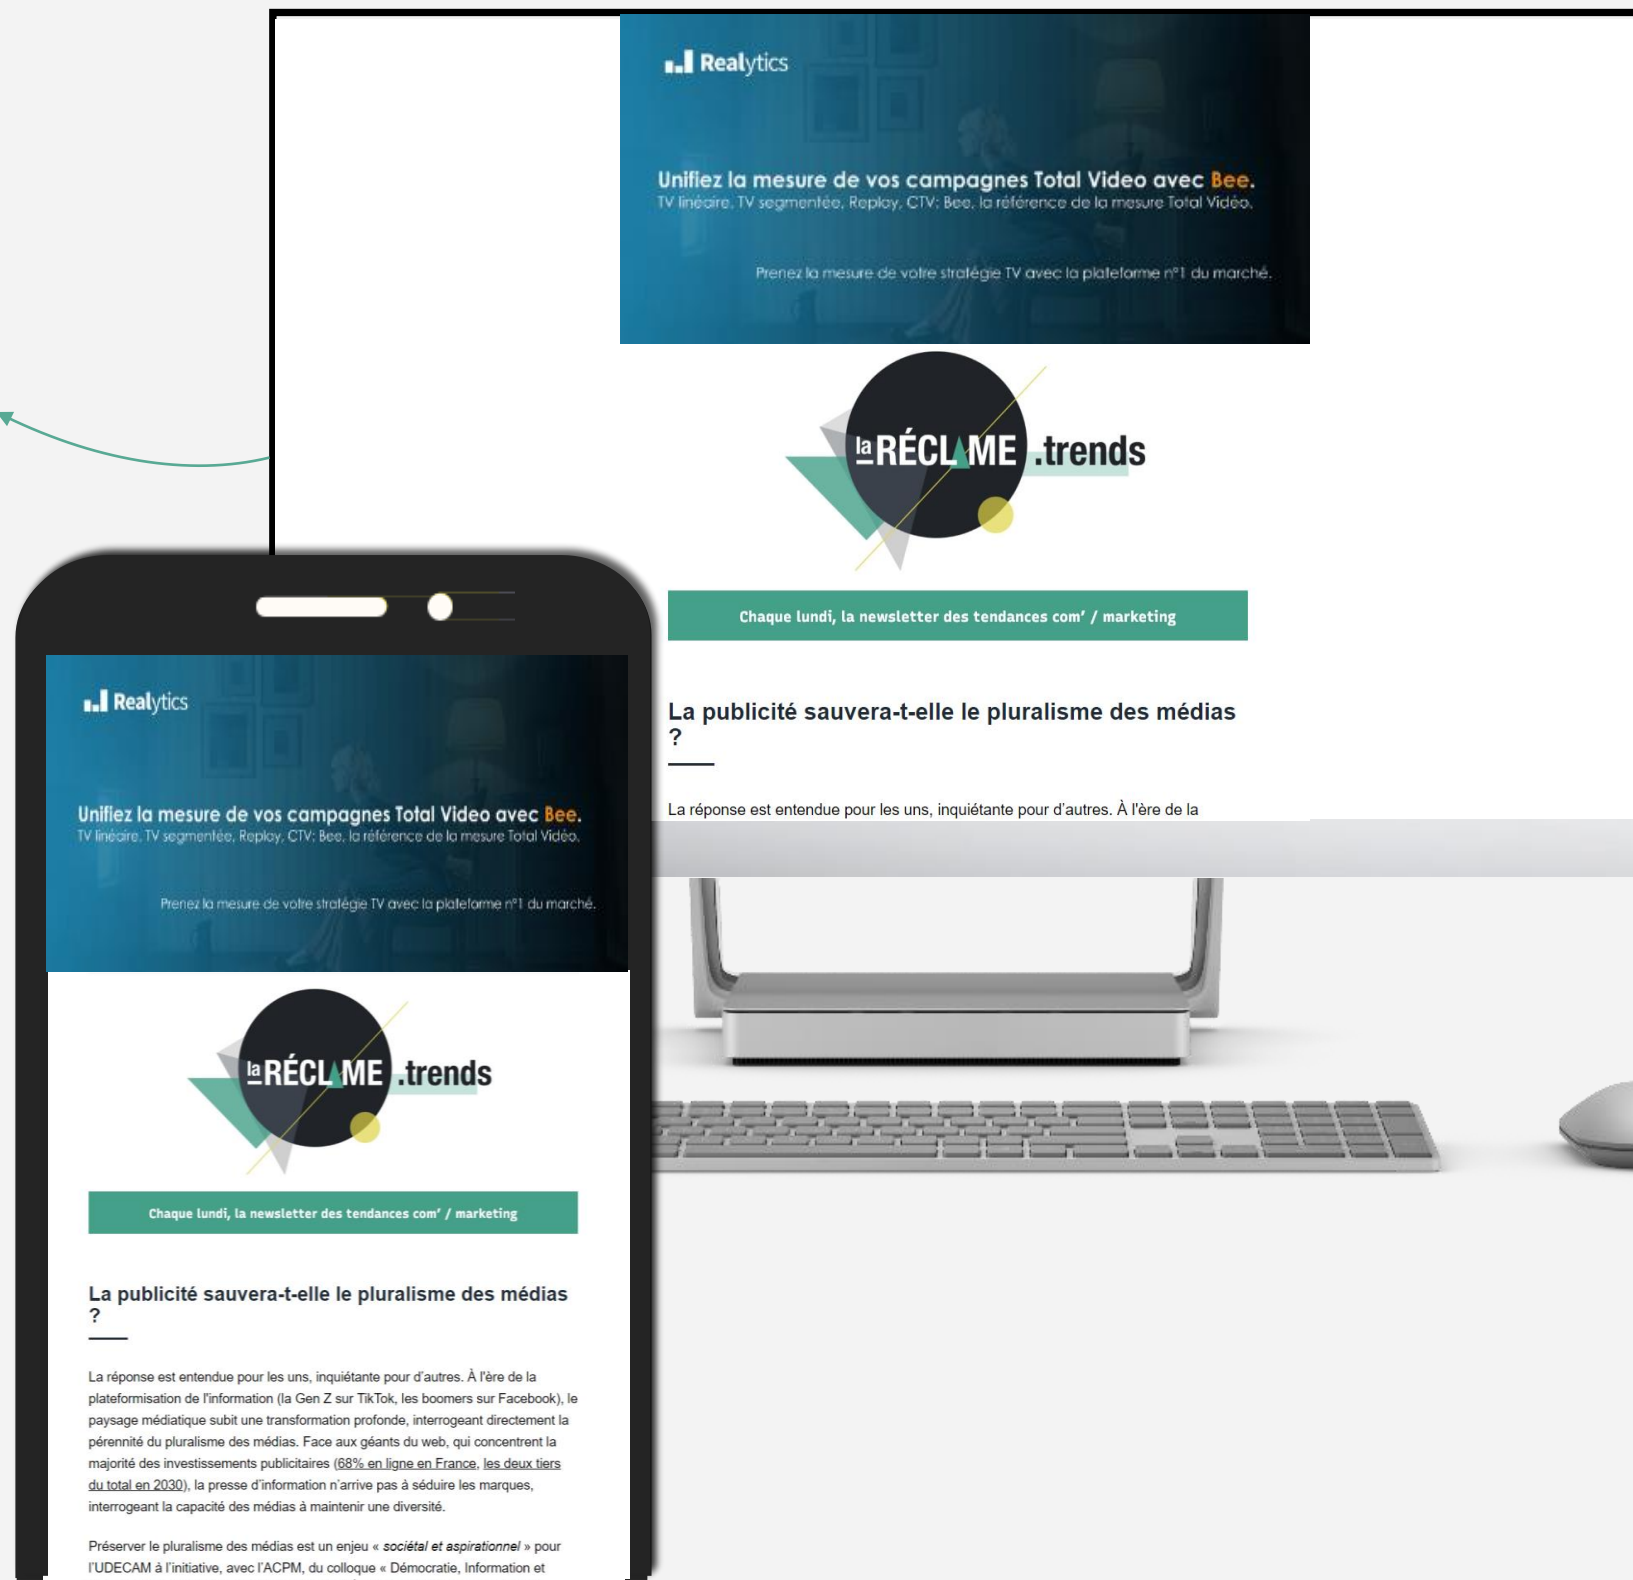 Realytics
Unifiez la mesure de vos campagnes Total Video avec Bee.
TV linéaire, TV segmentée, Replay, CTV; Bee, la référence de la mesure Total Vidéo.
Prenez la mesure de votre stratégie TV avec la plateforme n°1 du marché.
la RÉCLAME .trends
Chaque lundi, la newsletter des tendances com’ / marketing
La publicité sauvera-t-elle le pluralisme des médias
?
La réponse est entendue pour les uns, inquiétante pour d’autres. À l'ère de la
Realytics
Unifiez la mesure de vos campagnes Total Video avec Bee.
TV linéaire, TV segmentée, Replay, CTV; Bee, la référence de la mesure Total Vidéo.
Prenez la mesure de votre stratégie TV avec la plateforme n°1 du marché.
la RÉCLAME .trends
Chaque lundi, la newsletter des tendances com’ / marketing
La publicité sauvera-t-elle le pluralisme des médias
?
La réponse est entendue pour les uns, inquiétante pour d’autres. À l'ère de la
plateformisation de l'information (la Gen Z sur TikTok, les boomers sur Facebook), le
paysage médiatique subit une transformation profonde, interrogeant directement la
pérennité du pluralisme des médias. Face aux géants du web, qui concentrent la
majorité des investissements publicitaires (68% en ligne en France, les deux tiers
du total en 2030), la presse d’information n’arrive pas à séduire les marques,
interrogeant la capacité des médias à maintenir une diversité.
Préserver le pluralisme des médias est un enjeu « sociétal et aspirationnel » pour
l’UDECAM à l’initiative, avec l’ACPM, du colloque « Démocratie, Information et